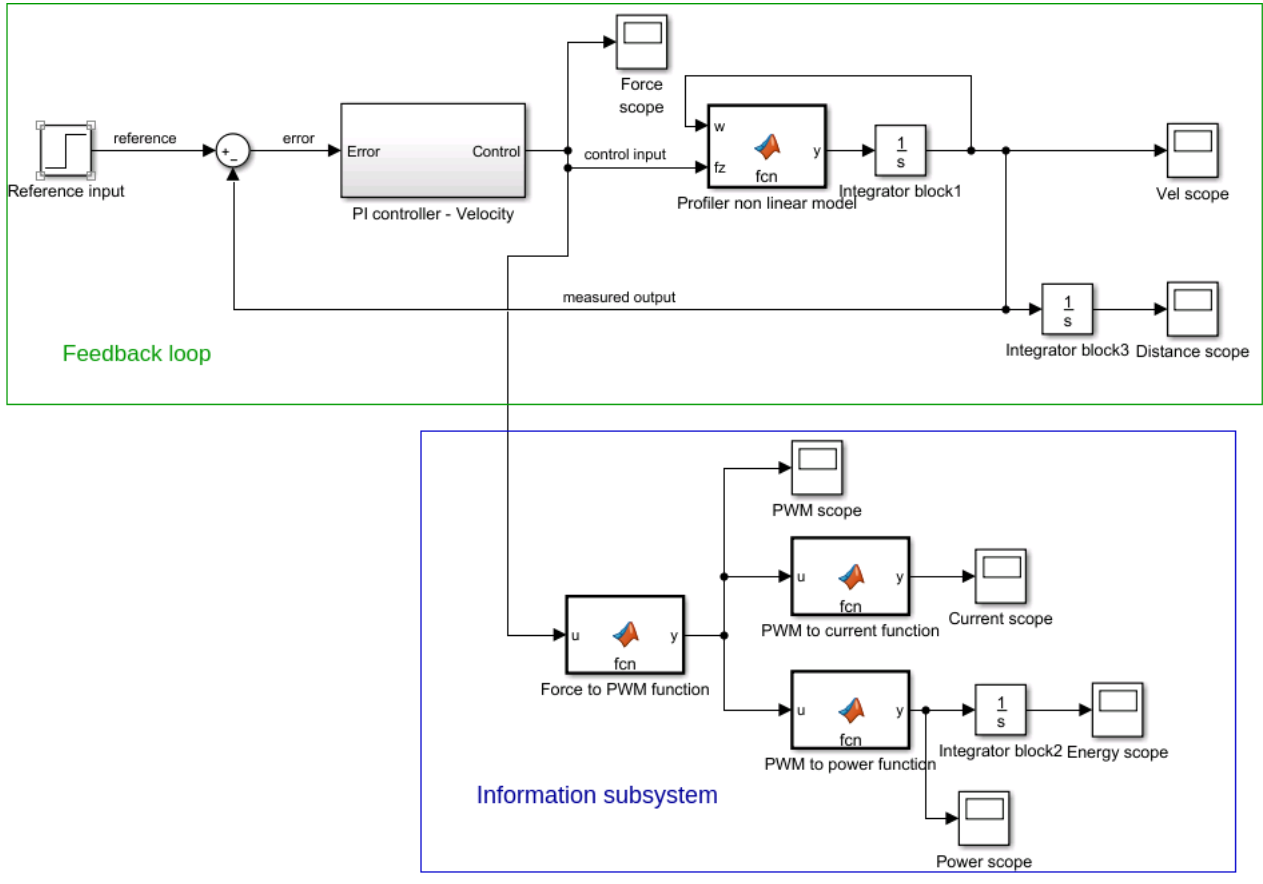 Force
scope
reference
error
+
_
Error
Control
control input
w
fz
y
fcn
1
s
Reference input
PI controller - Velocity
Profiler non linear model
Integrator block1
Vel scope
measured output
1
s
Feedback loop
Integrator block3
Distance scope
PWM scope
u
y
fcn
PWM to current function
Current scope
u
y
fcn
Force to PWM function
u
y
fcn
1
s
PWM to power function
Integrator block2
Energy scope
Information subsystem
Power scope